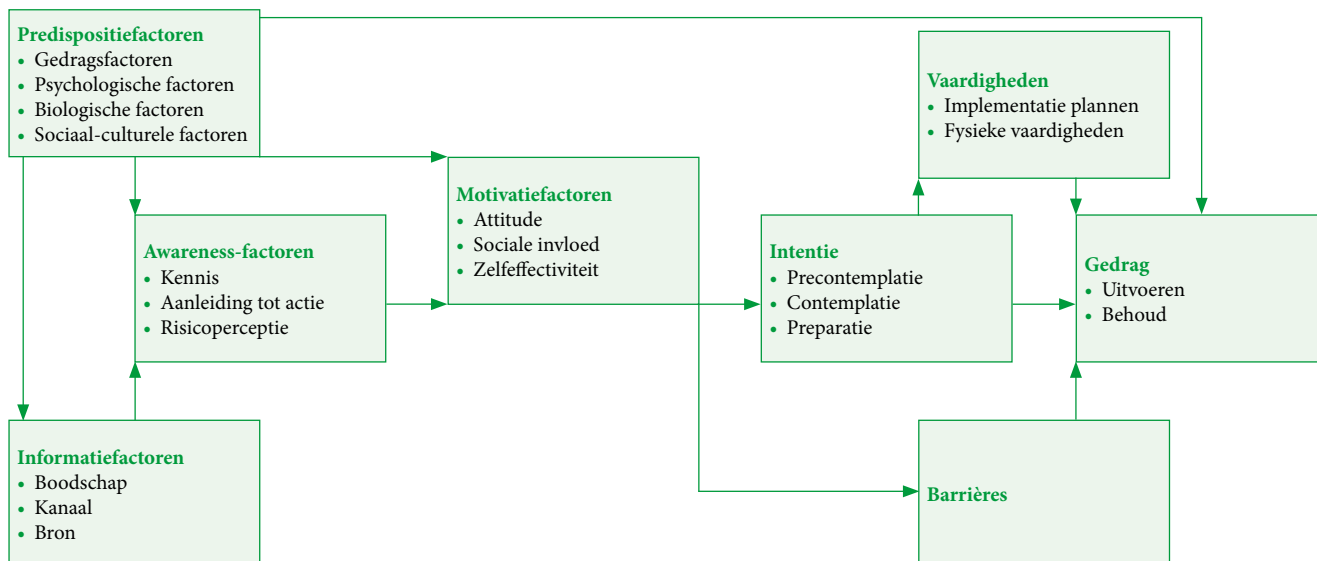 Predispositiefactoren
• Gedragsfactoren
• Psychologische factoren
• Biologische factoren
• Sociaal-culturele factoren
Awareness-factoren
• Kennis
• Aanleiding tot actie
• Risicoperceptie
Informatiefactoren
• Boodschap
• Kanaal
• Bron
Motivatiefactoren
• Attitude
• Sociale invloed
• Zelfeffectiviteit
Intentie
• Precontemplatie
• Contemplatie
• Preparatie
Vaardigheden
• Implementatie plannen
• Fysieke vaardigheden
Gedrag
• Uitvoeren
• Behoud
Barrières